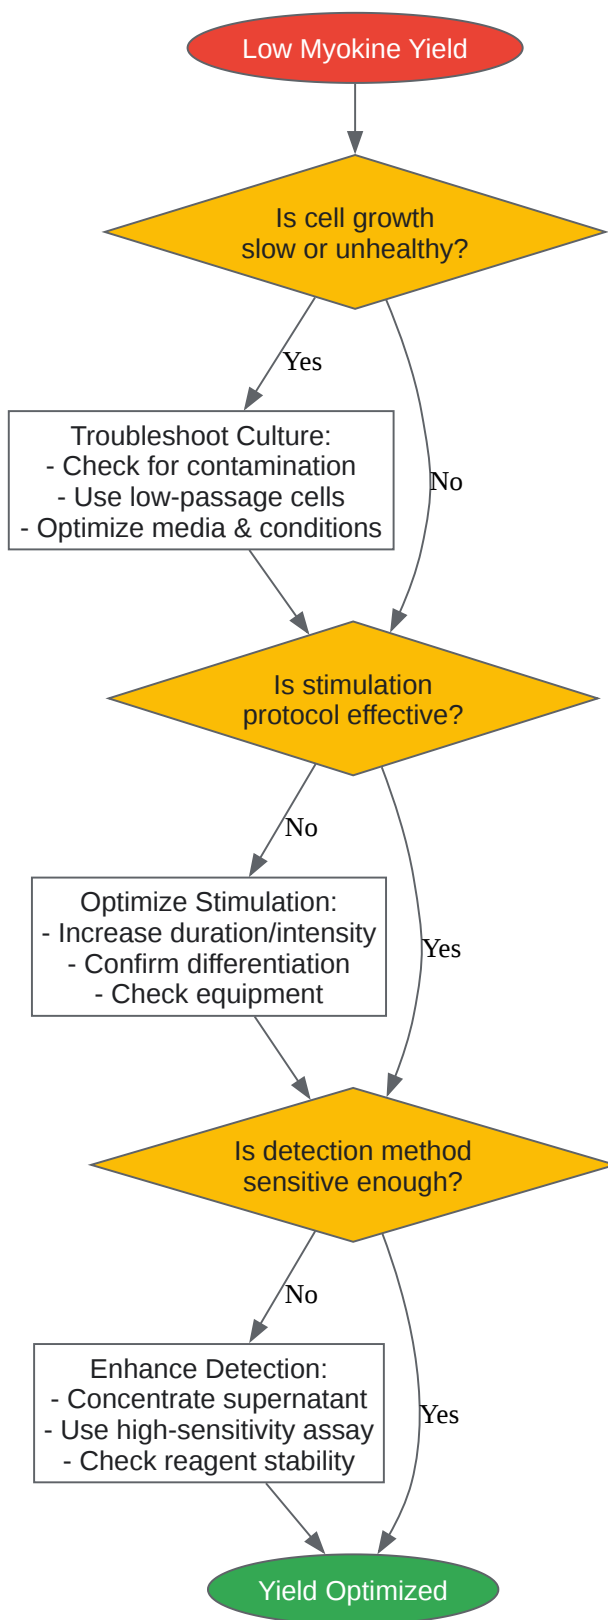 Low Myokine Yield
Is cell growth
slow or unhealthy?
Yes
No
Troubleshoot Culture:
- Check for contamination
- Use low-passage cells
- Optimize media & conditions
Is stimulation
protocol effective?
No
Yes
Optimize Stimulation:
- Increase duration/intensity
- Confirm differentiation
- Check equipment
Is detection method
sensitive enough?
No
Yes
Enhance Detection:
- Concentrate supernatant
- Use high-sensitivity assay
- Check reagent stability
Yield Optimized